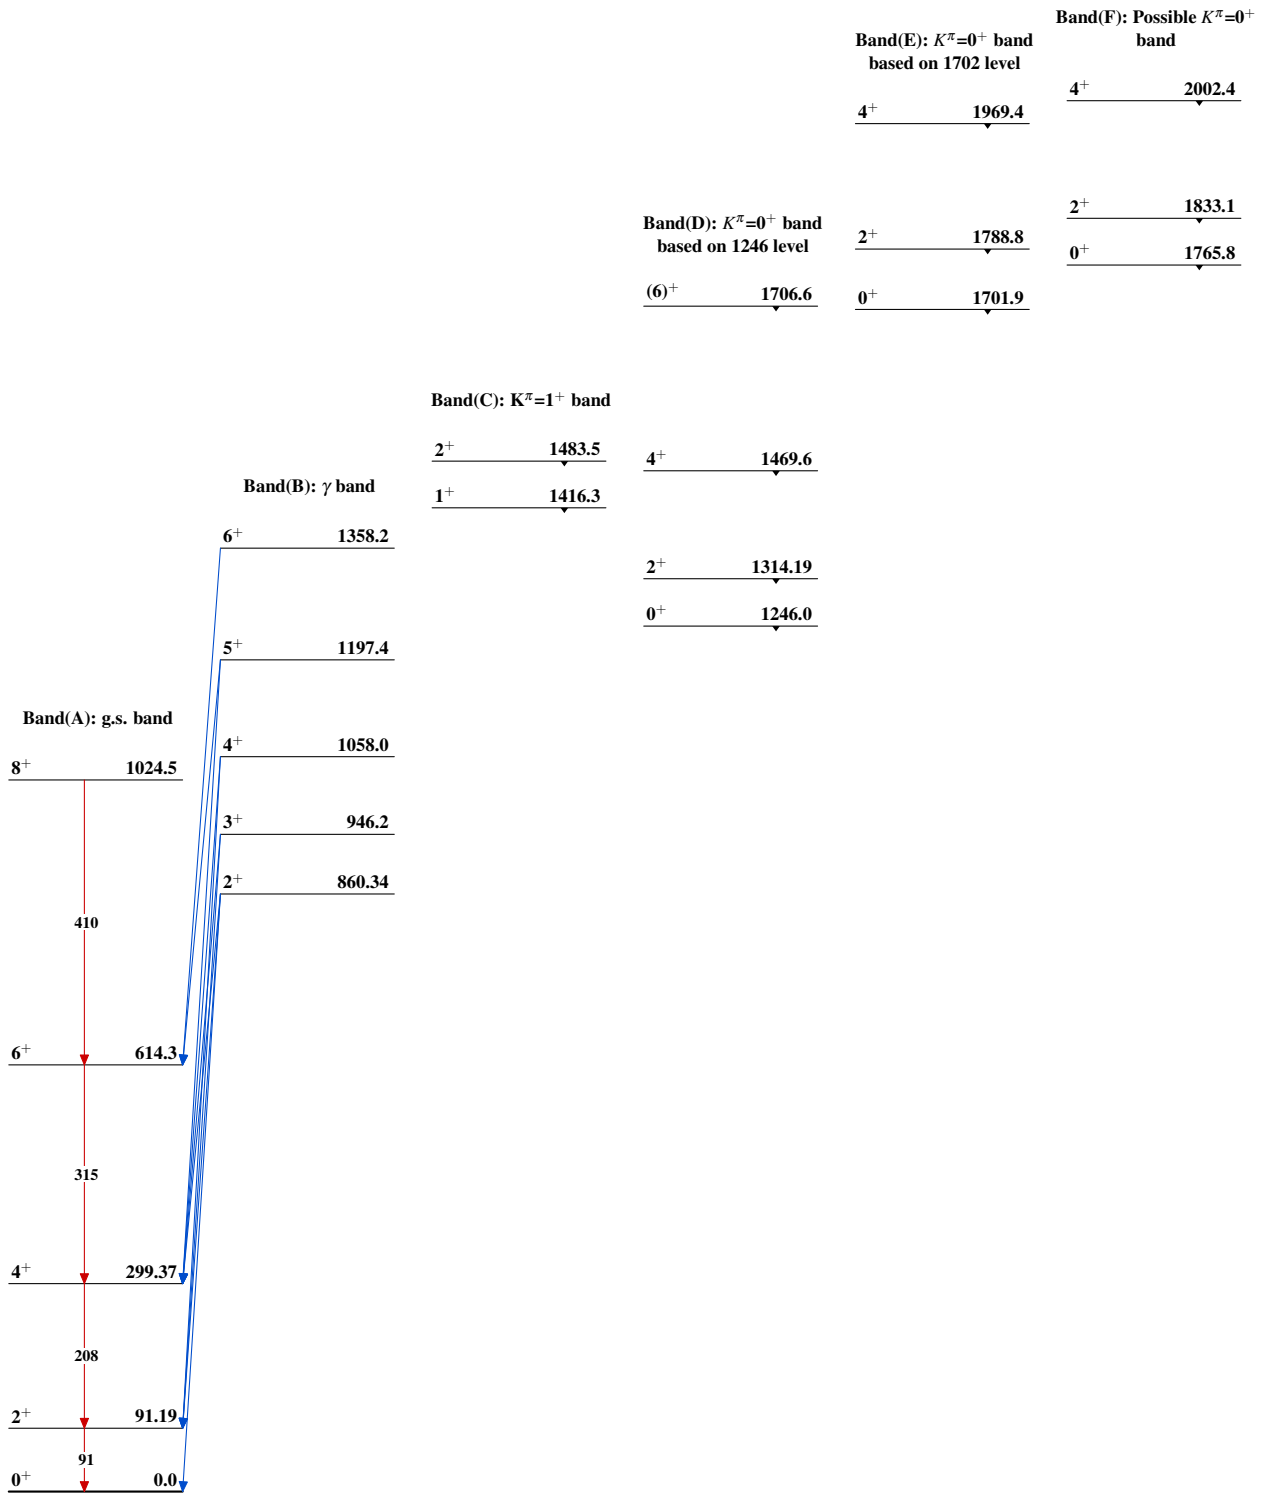 Band(F): Possible Kπ=0+
band
4+ 2002.4
2+ 1833.1
0+ 1765.8
Band(E): Kπ=0+ band
based on 1702 level
4+ 1969.4
2+ 1788.8
0+ 1701.9
Band(D): Kπ=0+ band
based on 1246 level
(6)+ 1706.6
4+ 1469.6
2+ 1314.19
0+ 1246.0
Band(C): Kπ=1+ band
2+ 1483.5
1+ 1416.3
Band(B): γ band
6+ 1358.2
5+ 1197.4
4+ 1058.0
3+ 946.2
2+ 860.34
Band(A): g.s. band
8+ 1024.5
410
6+ 614.3
315
4+ 299.37
208
2+ 91.19
91
0+ 0.0